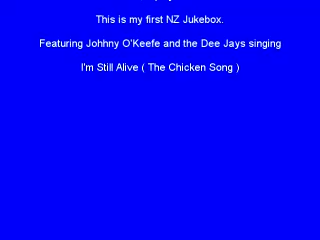 This is my first NZ Jukebox.
Featuring Johhny O'Keefe and the Dee Jays singing
I'm Still Alive ( The Chicken Song )